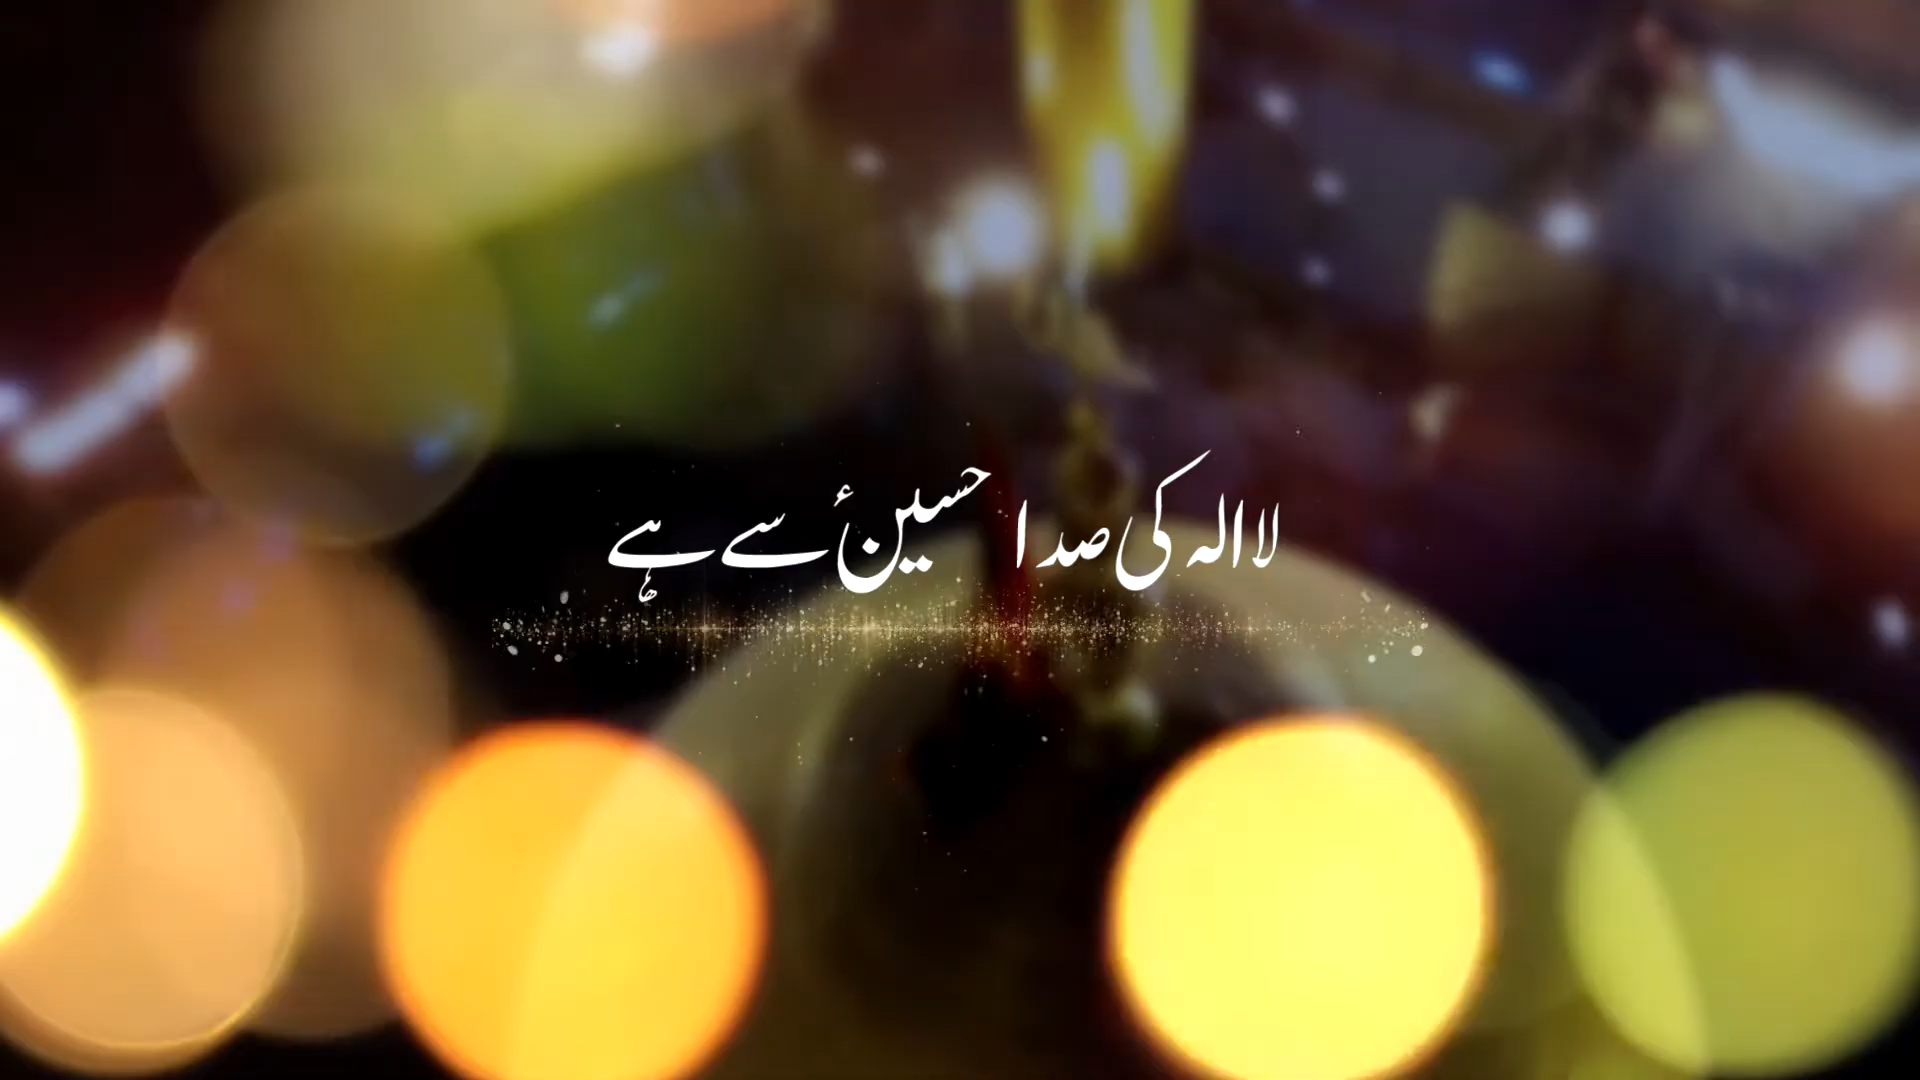 لا الہ کی صدا حسینؑ سے ہے